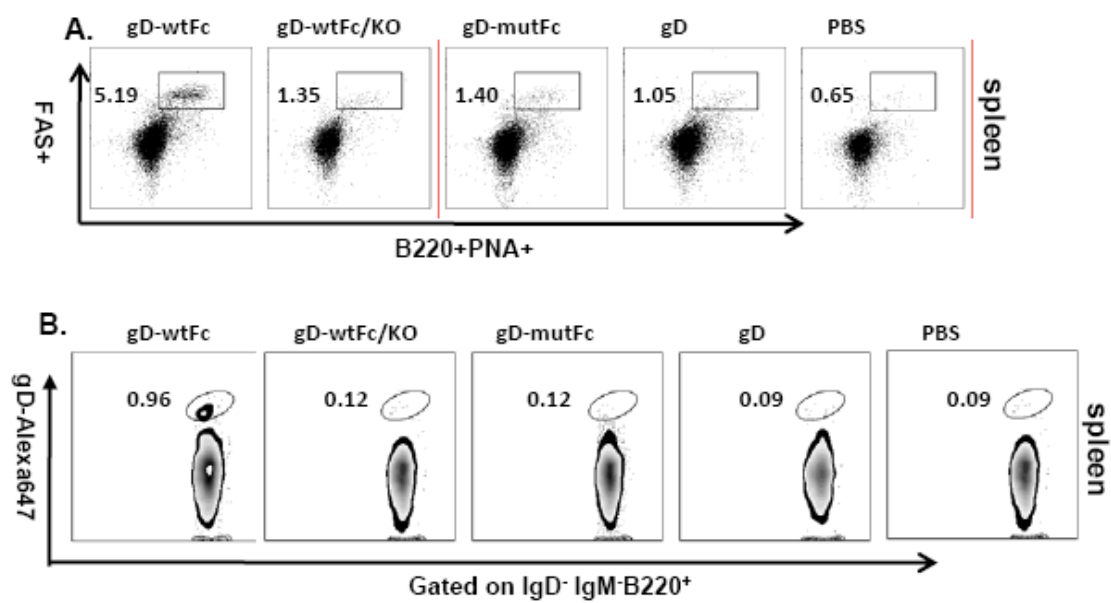 A.
gD-wtFc gD-wtFc/KO gD-mutFc gD PBS
5.19 1.35 1.40 1.05 0.65
FAS+
spleen
B220+PNA+
B.
gD-wtFc gD-wtFc/KO gD-mutFc gD PBS
0.96 0.12 0.12 0.09 0.09
gD-Alexa647
spleen
Gated on IgD⁻ IgM⁻B220⁺